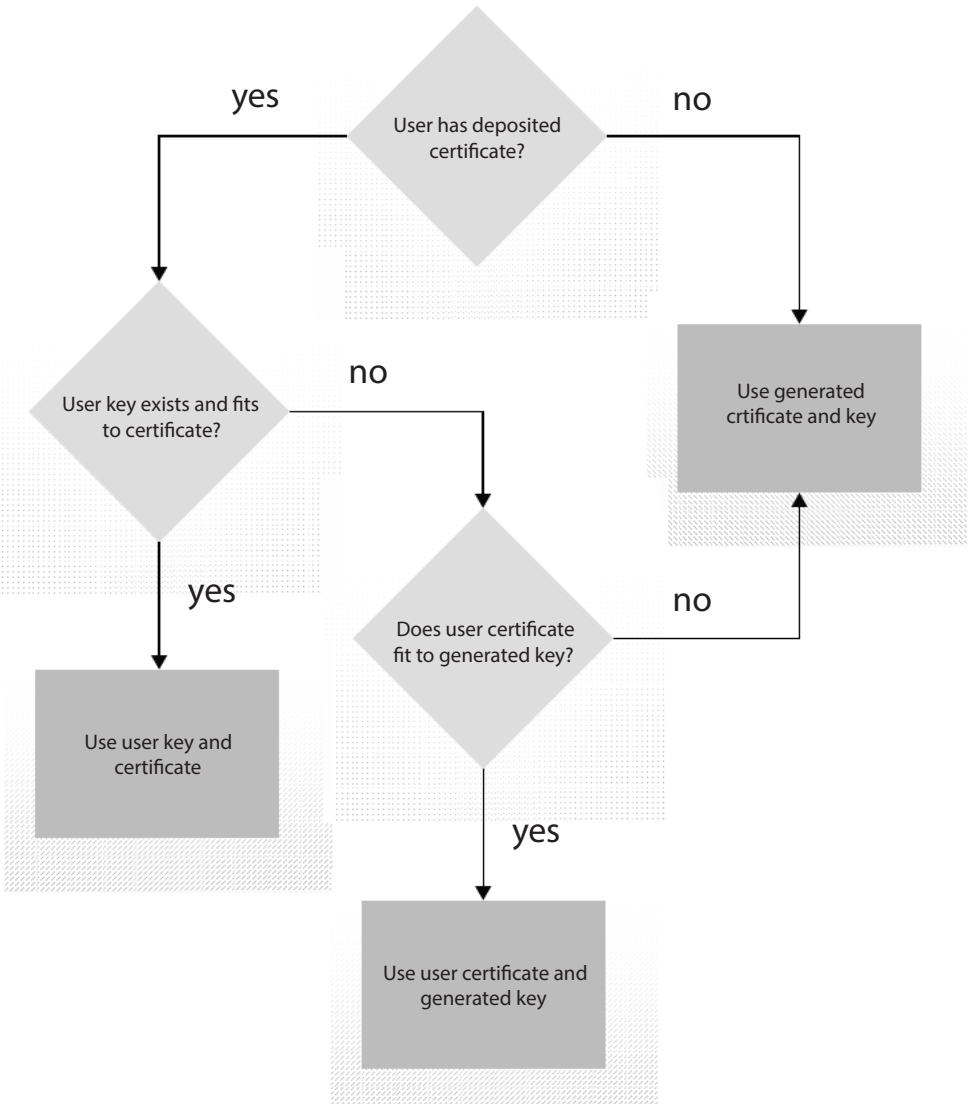 yes
no
User has deposited
certificate?
no
User key exists and fits
to certificate?
Use generated
crtificate and key
yes
no
Does user certificate
fit to generated key?
Use user key and
certificate
yes
Use user certificate and
generated key